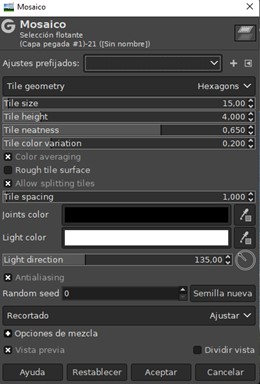 Mosaico
Mosaico
Selección flotante
(Capa pegada #1)-21 ([Sin nombre])
Ajustes prefijados:
Tile geometry Hexagons
Tile size 15,00
Tile height 4.000
Tile neatness 0.650
Tile color variation 0,200
Color averaging
Rough tile surface
Allow splitting tiles
Tile spacing 1.000
Joints color
Light color
Light direction 135,00
Antialiasing
Random seed 0 Semilla nueva
Recortado Ajustar
Opciones de mezcla
Vista previa Dividir vista
Ayuda Restablecer Aceptar Cancelar